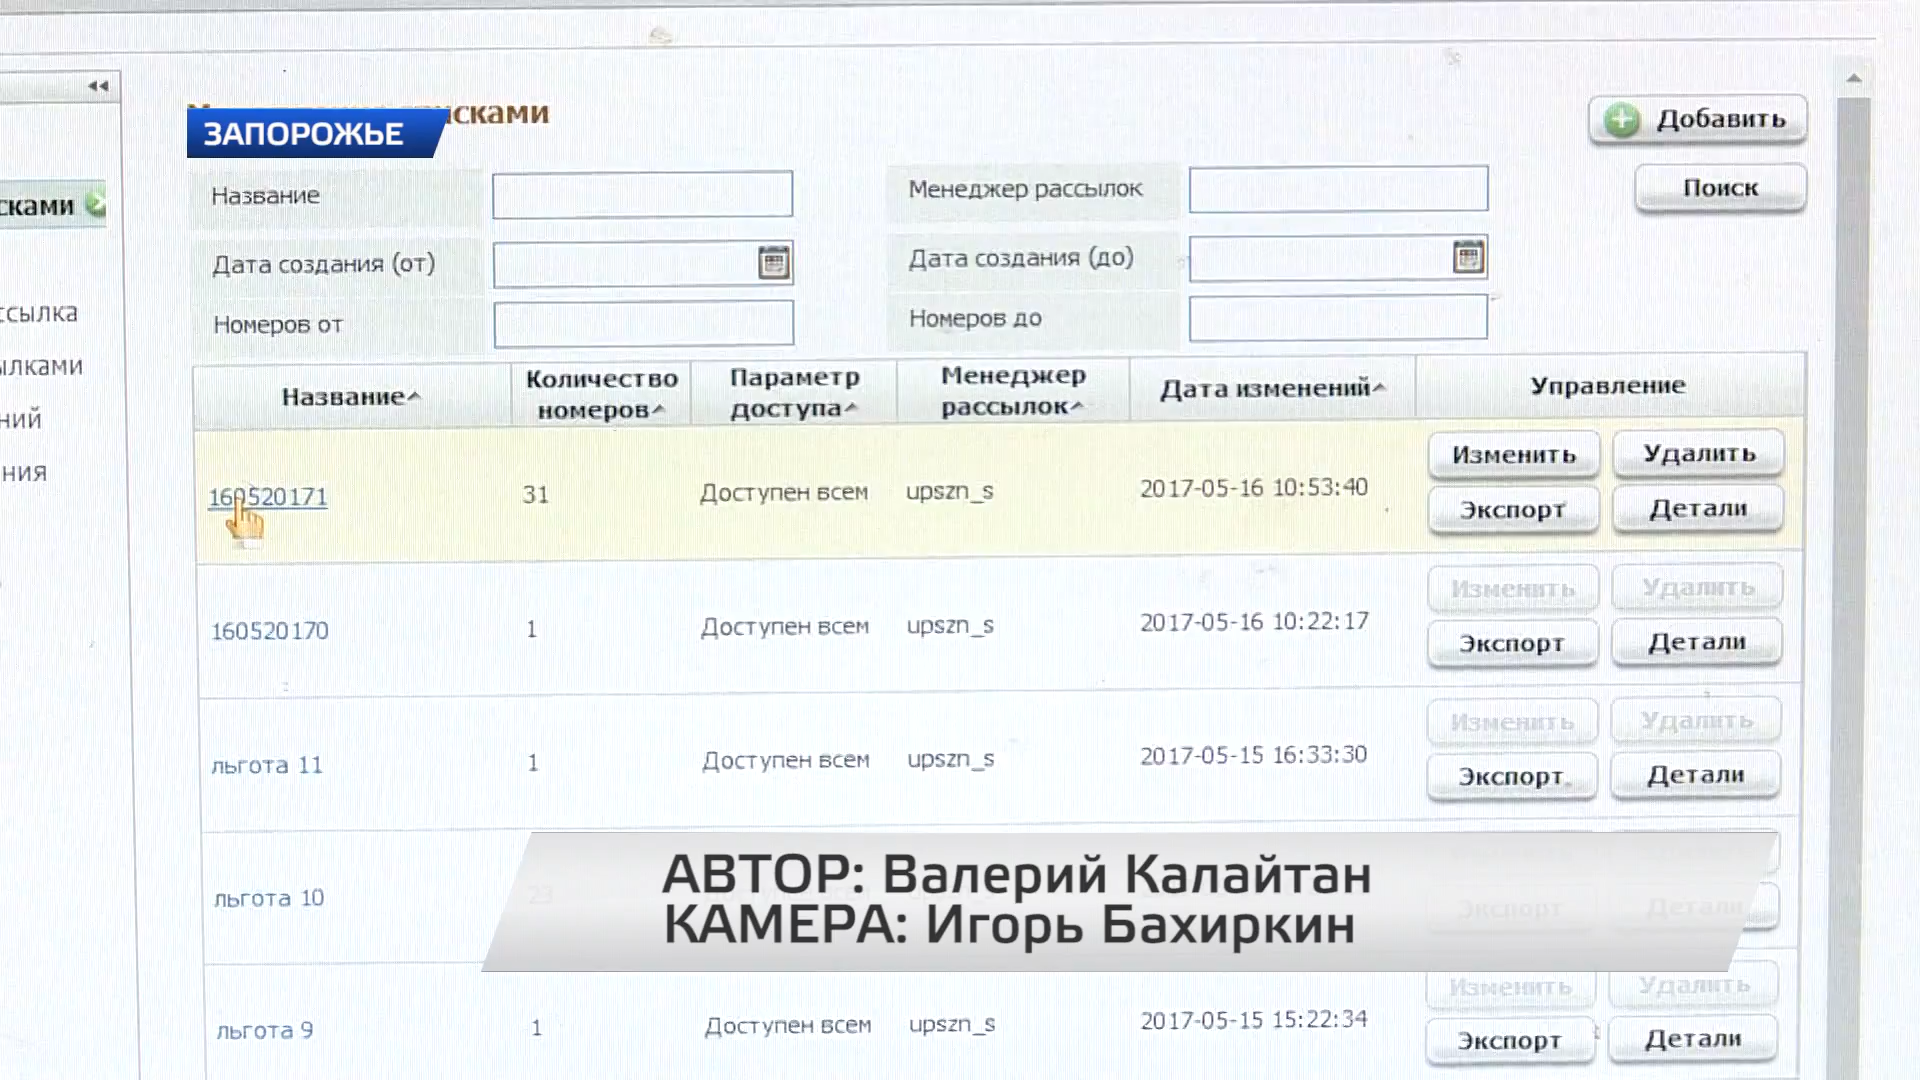 ЗАПОРОЖЬЕ
сками
Добавить
Название
Менеджер рассылок
Поиск
сками
Дата создания (от)
Дата создания (до)
Номеров от
Номеров до
ссылка
ылками
ний
ния
Название
Количество номеров
Параметр доступа
Менеджер рассылок
Дата изменений
Управление
160520171 31 Доступен всем upszn_s 2017-05-16 10:53:40
Изменить Удалить
Экспорт Детали
160520170 1 Доступен всем upszn_s 2017-05-16 10:22:17
Изменить Удалить
Экспорт Детали
льгота 11 1 Доступен всем upszn_s 2017-05-15 16:33:30
Изменить Удалить
Экспорт Детали
льгота 10 23
Экспорт Детали
АВТОР: Валерий Калайтан
КАМЕРА: Игорь Бахиркин
льгота 9 1 Доступен всем upszn_s 2017-05-15 15:22:34
Изменить Удалить
Экспорт Детали